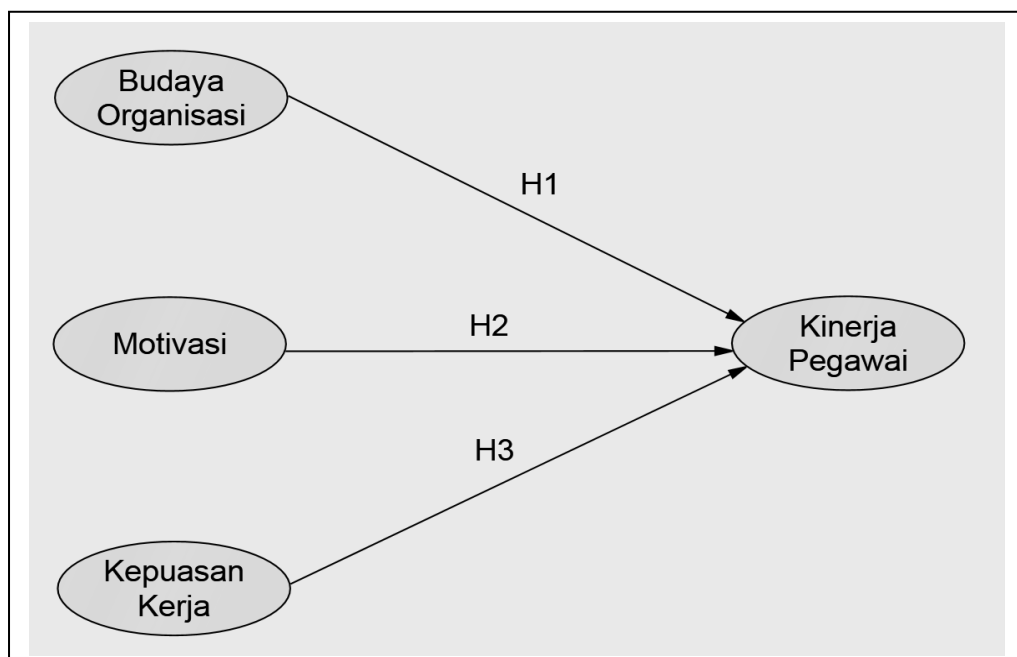 Budaya
Organisasi
H1
Motivasi
H2
Kinerja
Pegawai
H3
Kepuasan
Kerja